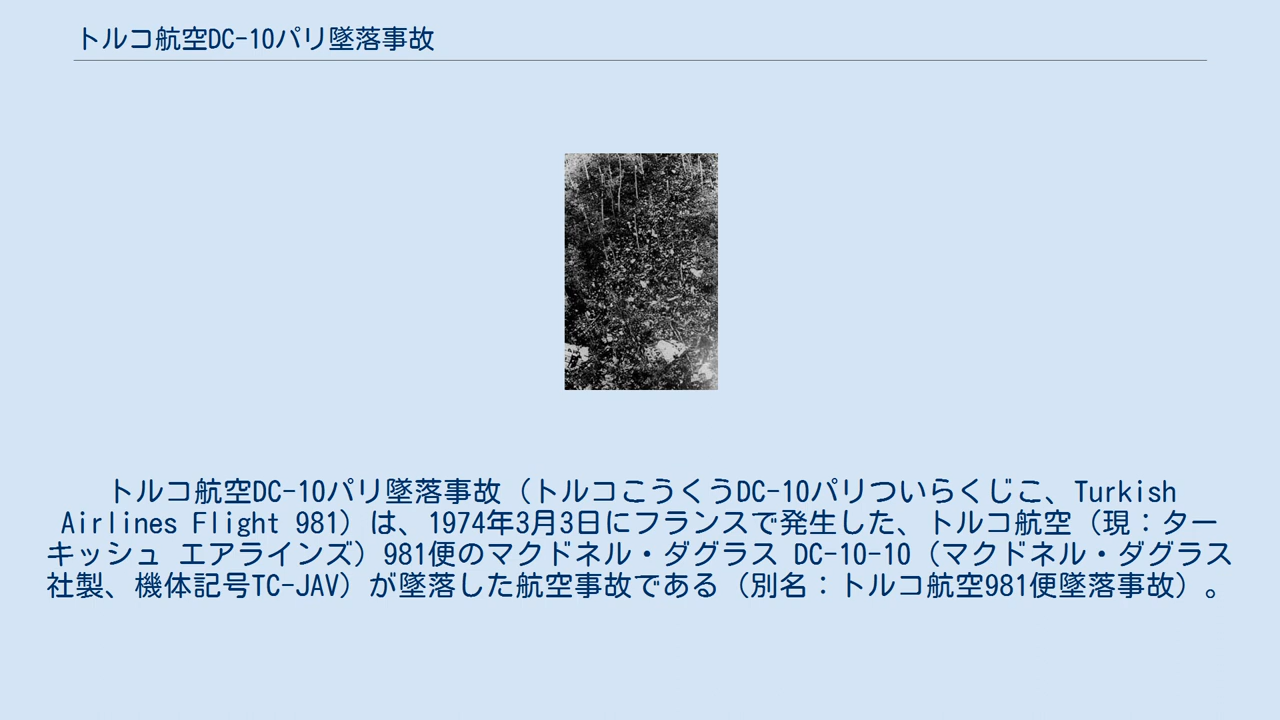 トルコ航空DC-10パリ墜落事故
トルコ航空DC-10パリ墜落事故（トルコこうくうDC-10パリついらくじこ、Turkish
Airlines Flight 981）は、1974年3月3日にフランスで発生した、トルコ航空（現：ター
キッシュ エアラインズ）981便のマクドネル・ダグラス DC-10-10（マクドネル・ダグラス
社製、機体記号TC-JAV）が墜落した航空事故である（別名：トルコ航空981便墜落事故）。